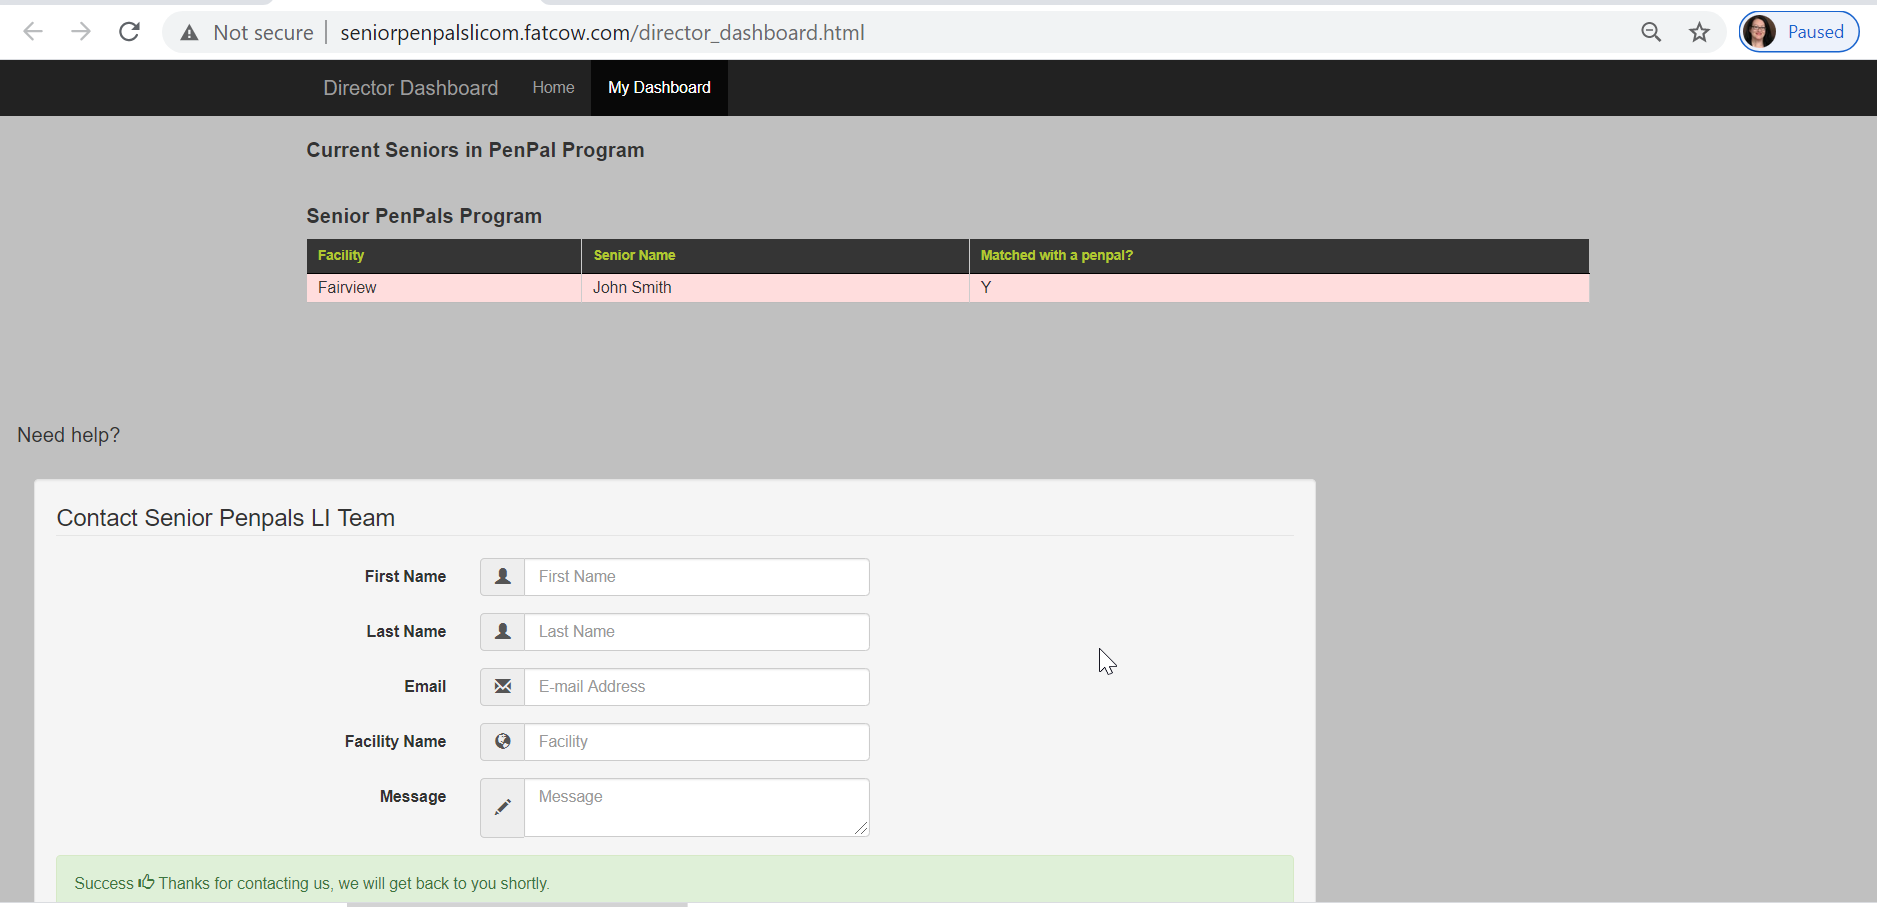 Not secure | seniorpenpalslicom.fatcow.com/director_dashboard.html Paused
Director Dashboard Home My Dashboard
Current Seniors in PenPal Program
Senior PenPals Program
Facility Senior Name Matched with a penpal?
Fairview John Smith Y
Need help?
Contact Senior Penpals LI Team
First Name First Name
Last Name Last Name
Email E-mail Address
Facility Name Facility
Message Message
Success Thanks for contacting us, we will get back to you shortly.